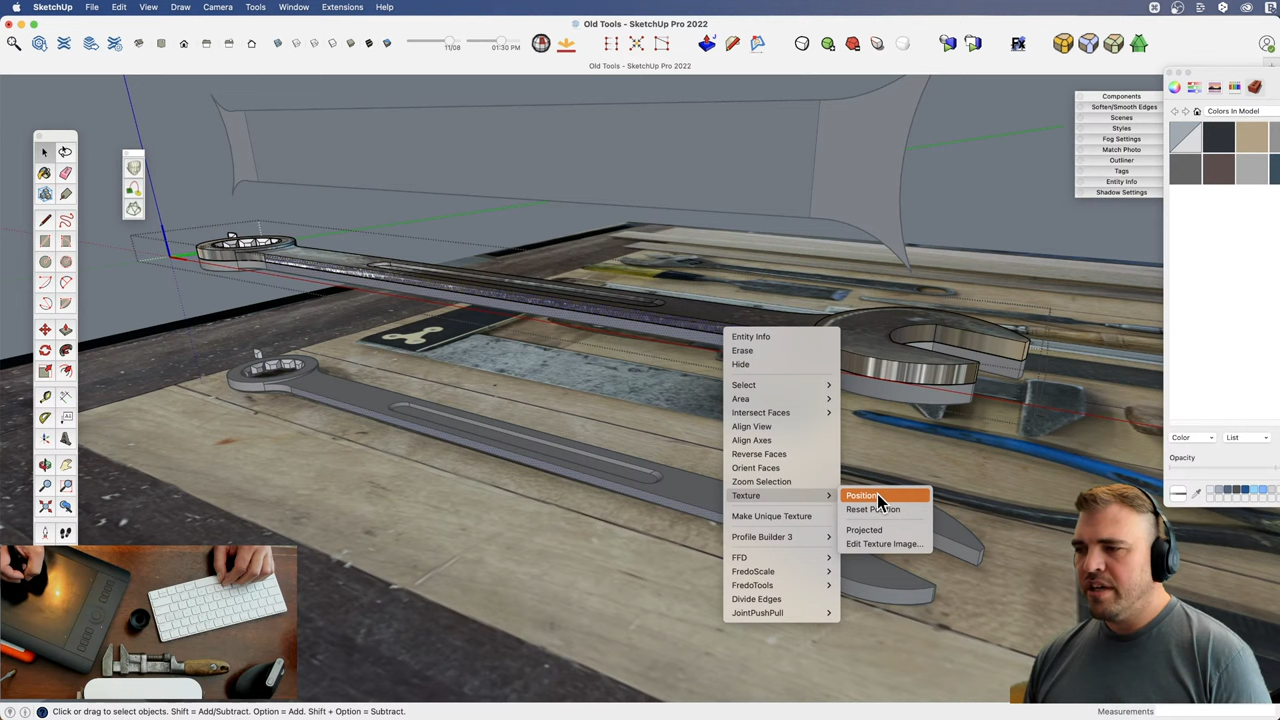 SketchUp File Edit View Draw Camera Tools Window Extensions Help
Old Tools - SketchUp Pro 2022
11/08 01:30 PM
Old Tools - SketchUp Pro 2022
Components
Soften/Smooth Edges
Scenes
Styles
Fog Settings
Match Photo
Outliner
Tags
Entity Info
Shadow Settings
Colors In Model
Color
List
Opacity
Entity Info
Erase
Hide
Select
Area
Intersect Faces
Align View
Align Axes
Reverse Faces
Orient Faces
Zoom Selection
Texture
Make Unique Texture
Profile Builder 3
FFD
FredoScale
FredoTools
Divide Edges
JointPushPull
Position
Reset Position
Projected
Edit Texture Image...
Click or drag to select objects. Shift = Add/Subtract. Option = Add. Shift + Option = Subtract.
Measurements